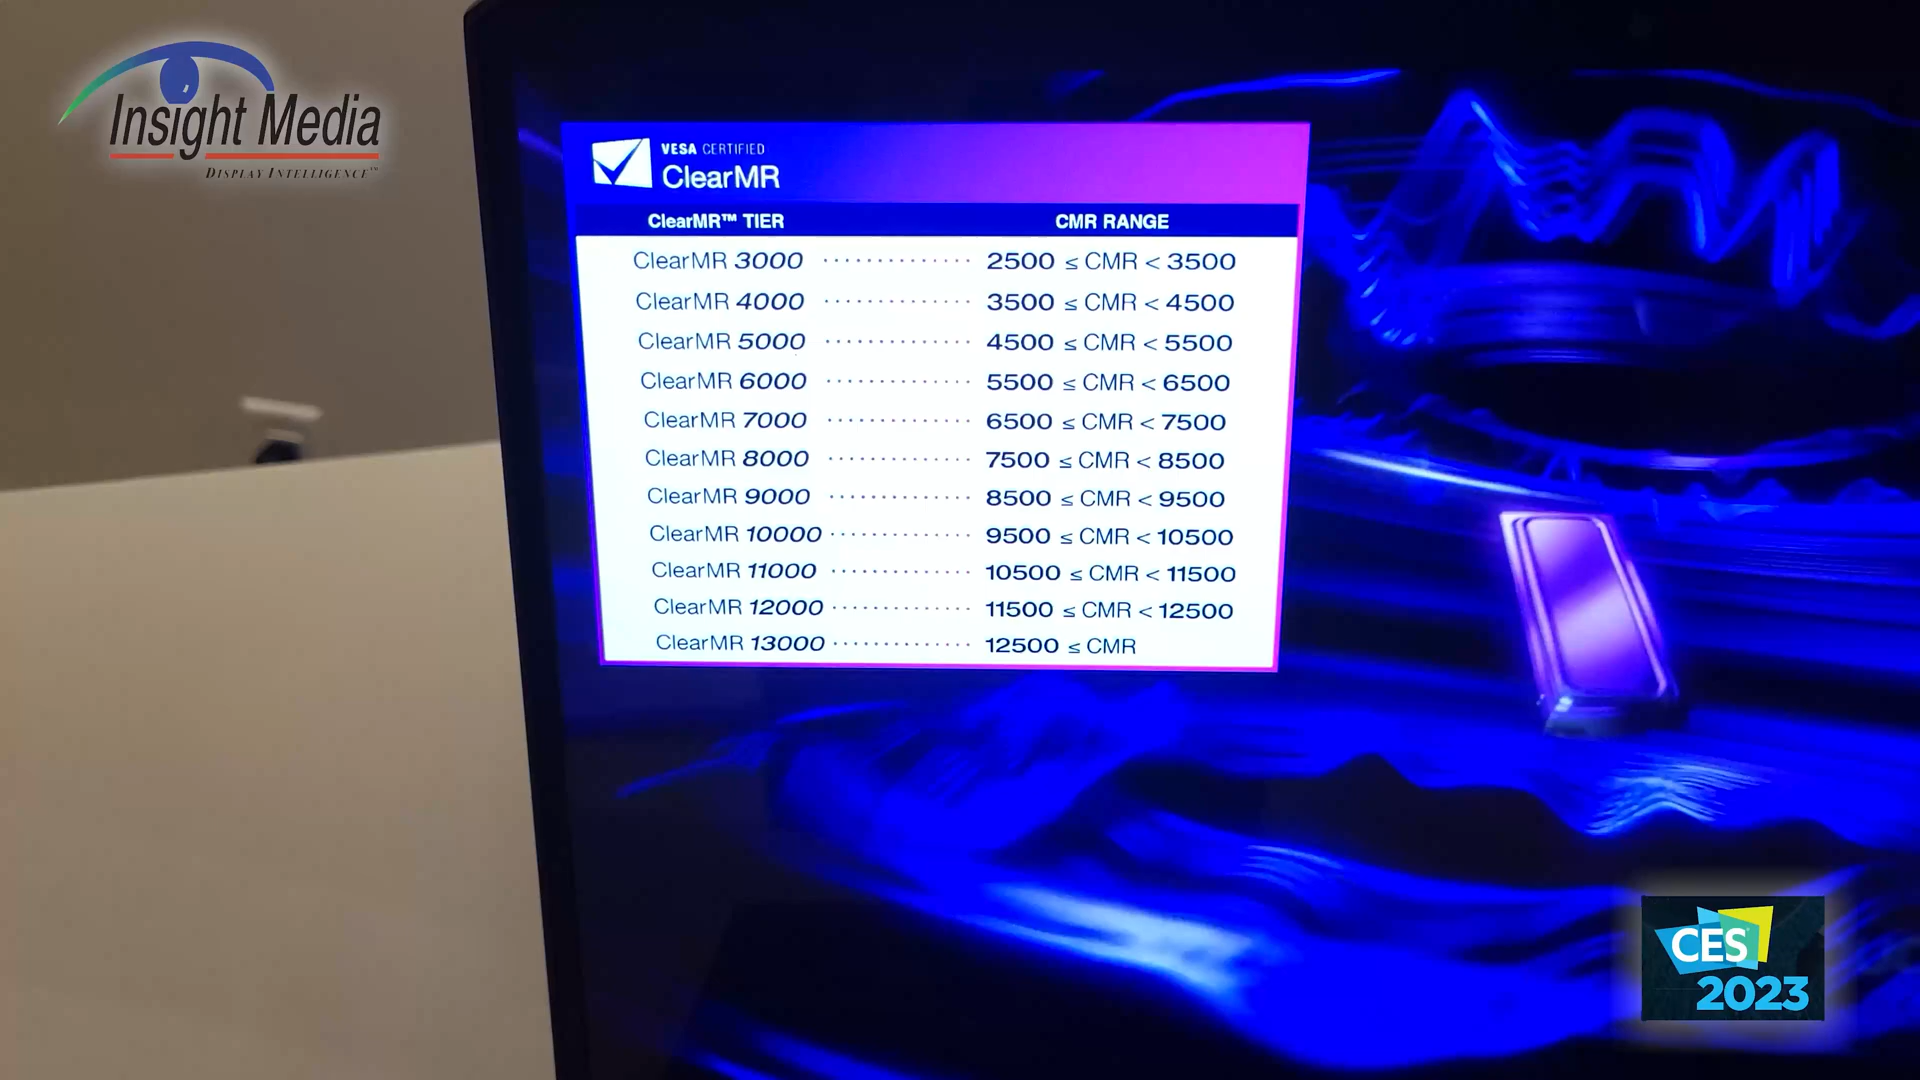 Insight Media
DISPLAY INTELLIGENCE™
VESA CERTIFIED
ClearMR
ClearMR™ TIER CMR RANGE
ClearMR 3000 ·············· 2500 ≤ CMR < 3500
ClearMR 4000 ·············· 3500 ≤ CMR < 4500
ClearMR 5000 ·············· 4500 ≤ CMR < 5500
ClearMR 6000 ·············· 5500 ≤ CMR < 6500
ClearMR 7000 ·············· 6500 ≤ CMR < 7500
ClearMR 8000 ·············· 7500 ≤ CMR < 8500
ClearMR 9000 ·············· 8500 ≤ CMR < 9500
ClearMR 10000 ·············· 9500 ≤ CMR < 10500
ClearMR 11000 ·············· 10500 ≤ CMR < 11500
ClearMR 12000 ·············· 11500 ≤ CMR < 12500
ClearMR 13000 ·············· 12500 ≤ CMR
CES
2023